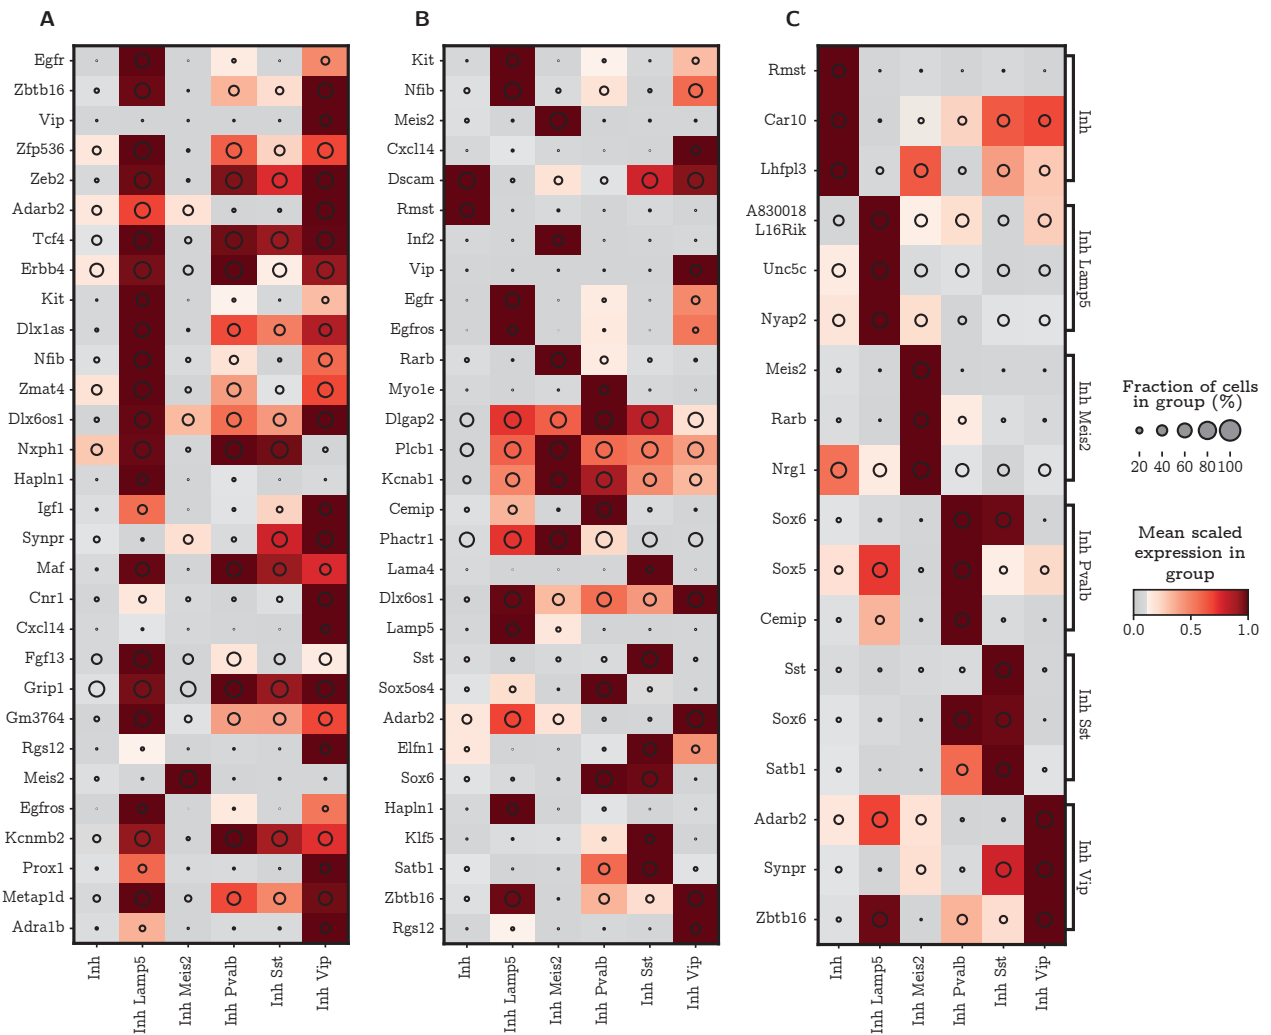 A
B
C
Egfr
Zbtb16
Vip
Zfp536
Zeb2
Adarb2
Tcf4
Erbb4
Kit
Dlx1as
Nfib
Zmat4
Dlx6os1
Nxph1
Hapln1
Igf1
Synpr
Maf
Cnr1
Cxcl14
Fgf13
Grip1
Gm3764
Rgs12
Meis2
Egfros
Kcnmb2
Prox1
Metap1d
Adra1b
Inh
Inh Lamp5
Inh Meis2
Inh Pvalb
Inh Sst
Inh Vip
Kit
Nfib
Meis2
Cxcl14
Dscam
Rmst
Inf2
Vip
Egfr
Egfros
Rarb
Myo1e
Dlgap2
Plcb1
Kcnab1
Cemip
Phactr1
Lama4
Dlx6os1
Lamp5
Sst
Sox5os4
Adarb2
Elfn1
Sox6
Hapln1
Klf5
Satb1
Zbtb16
Rgs12
Inh
Inh Lamp5
Inh Meis2
Inh Pvalb
Inh Sst
Inh Vip
Rmst
Car10
Lhfpl3
A830018
L16Rik
Unc5c
Nyap2
Meis2
Rarb
Nrg1
Sox6
Sox5
Cemip
Sst
Sox6
Satb1
Adarb2
Synpr
Zbtb16
Inh
Inh Lamp5
Inh Meis2
Inh Pvalb
Inh Sst
Inh Vip
Inh
Inh Lamp5
Inh Meis2
Inh Pvalb
Inh Sst
Inh Vip
Fraction of cells
in group (%)
20 40 60 80 100
Mean scaled
expression in
group
0.0 0.5 1.0